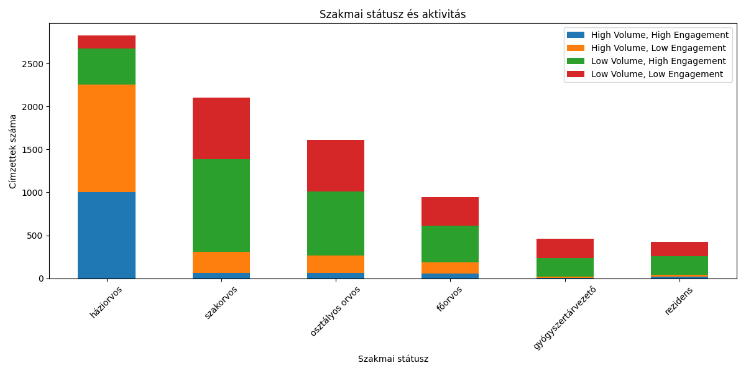 Szakmai státusz és aktivitás
High Volume, High Engagement
High Volume, Low Engagement
Low Volume, High Engagement
Low Volume, Low Engagement
Címzettek száma
2500
2000
1500
1000
500
0
háziorvos
szakorvos
osztályos orvos
főorvos
gyógyszertárvezető
rezidens
Szakmai státusz